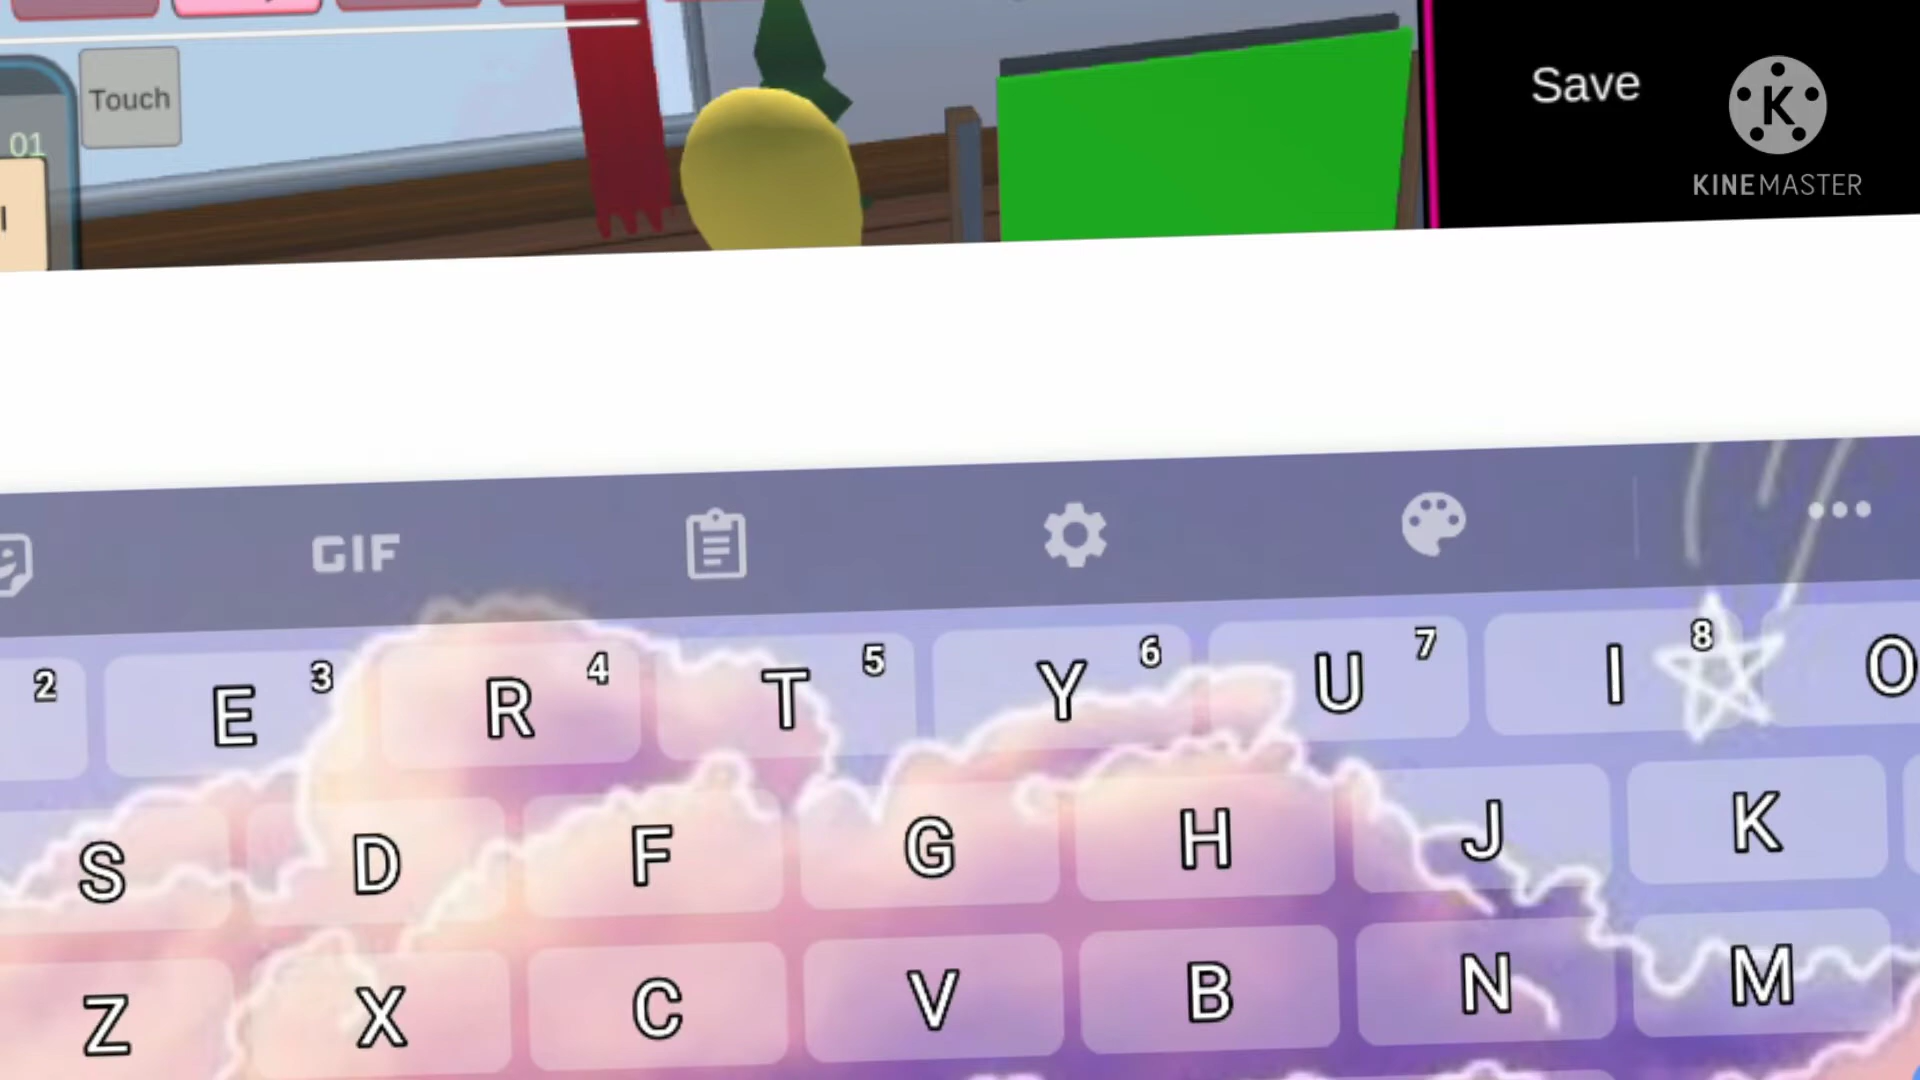 Save
K
KINEMASTER
Touch
01
GIF
2 E 3 R 4 T 5 Y 6 U 7 I 8 O
S D F G H J K
Z X C V B N M